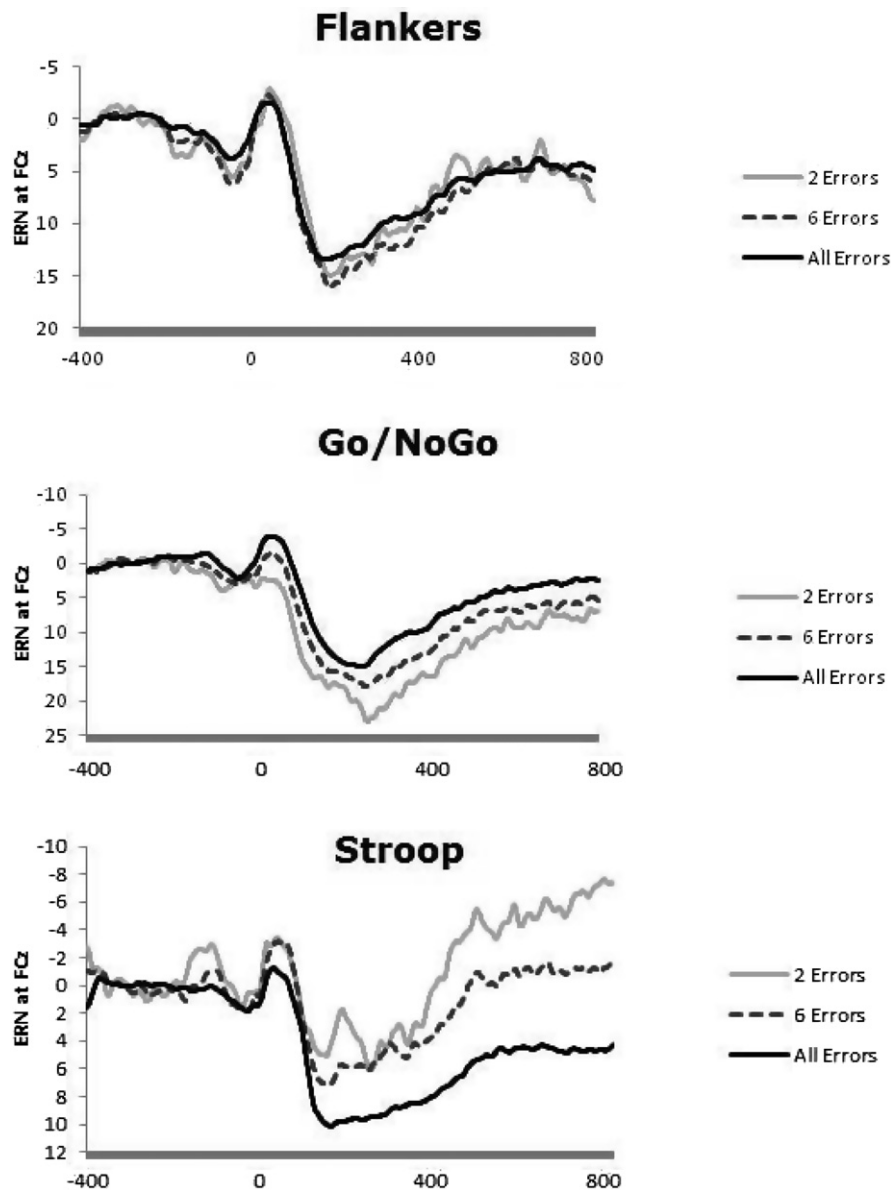 Flankers
-5
0
5
10
15
20
ERN at FCz
-400 0 400 800
2 Errors
6 Errors
All Errors
Go/NoGo
-10
-5
0
5
10
15
20
25
ERN at FCz
-400 0 400 800
2 Errors
6 Errors
All Errors
Stroop
-10
-8
-6
-4
-2
0
2
4
6
8
10
12
ERN at FCz
-400 0 400 800
2 Errors
6 Errors
All Errors